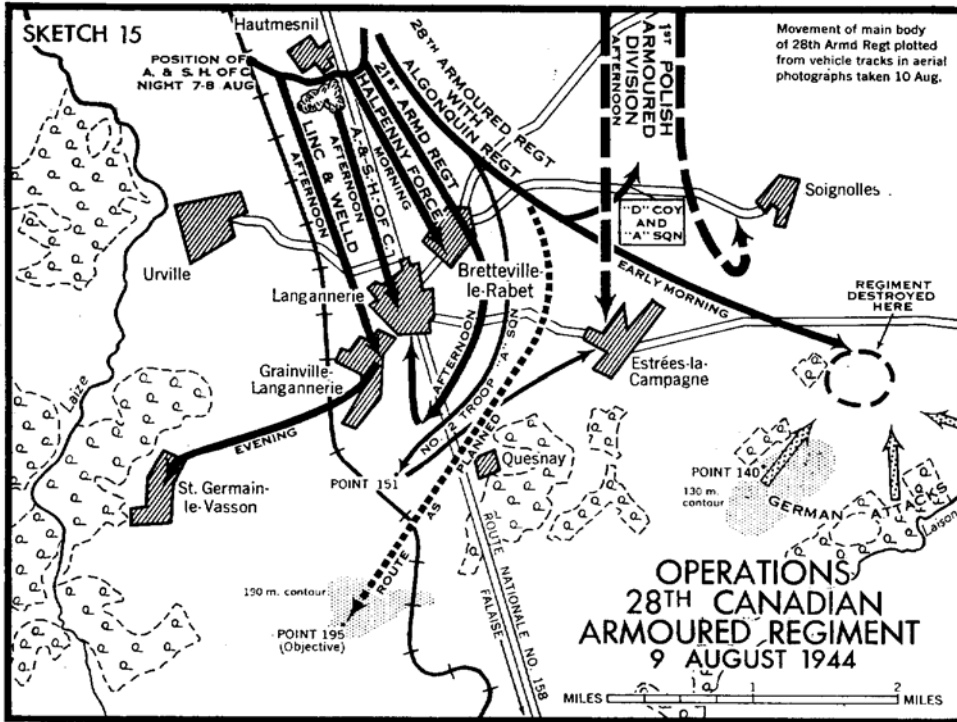 SKETCH 15
Hautmesnil
POSITION OF
A. & S. H. OF C.
NIGHT 7-8 AUG
Movement of main body
of 28th Armd Regt plotted
from vehicle tracks in aerial
photographs taken 10 Aug.
28TH ARMOURED REGT
WITH
ALGONQUIN REGT
21ST ARMD REGT
HALPENNY FORCE
MORNING
A. & S. H. OF C.
AFTERNOON
LINC & WELLD
AFTERNOON
1ST POLISH
ARMOURED
DIVISION
AFTERNOON
"D" COY
AND
"A" SQN
Soignolles
Urville
Langannerie
Bretteville-
le-Rabet
EARLY MORNING
REGIMENT
DESTROYED
HERE
Grainville-
Langannerie
Estrées-la-
Campagne
AFTERNOON
NO. 2 TROOP "A" SQN
Laize
EVENING
St. Germain-
le-Vasson
POINT 151
Quesnay
POINT 140
130 m. contour
GERMAN ATTACKS
Laison
ROUTE AS PLANNED
190 m. contour
POINT 195
(Objective)
ROUTE NATIONALE NO. 158
FALAISE
OPERATIONS
28TH CANADIAN
ARMOURED REGIMENT
9 AUGUST 1944
MILES 1 2 MILES